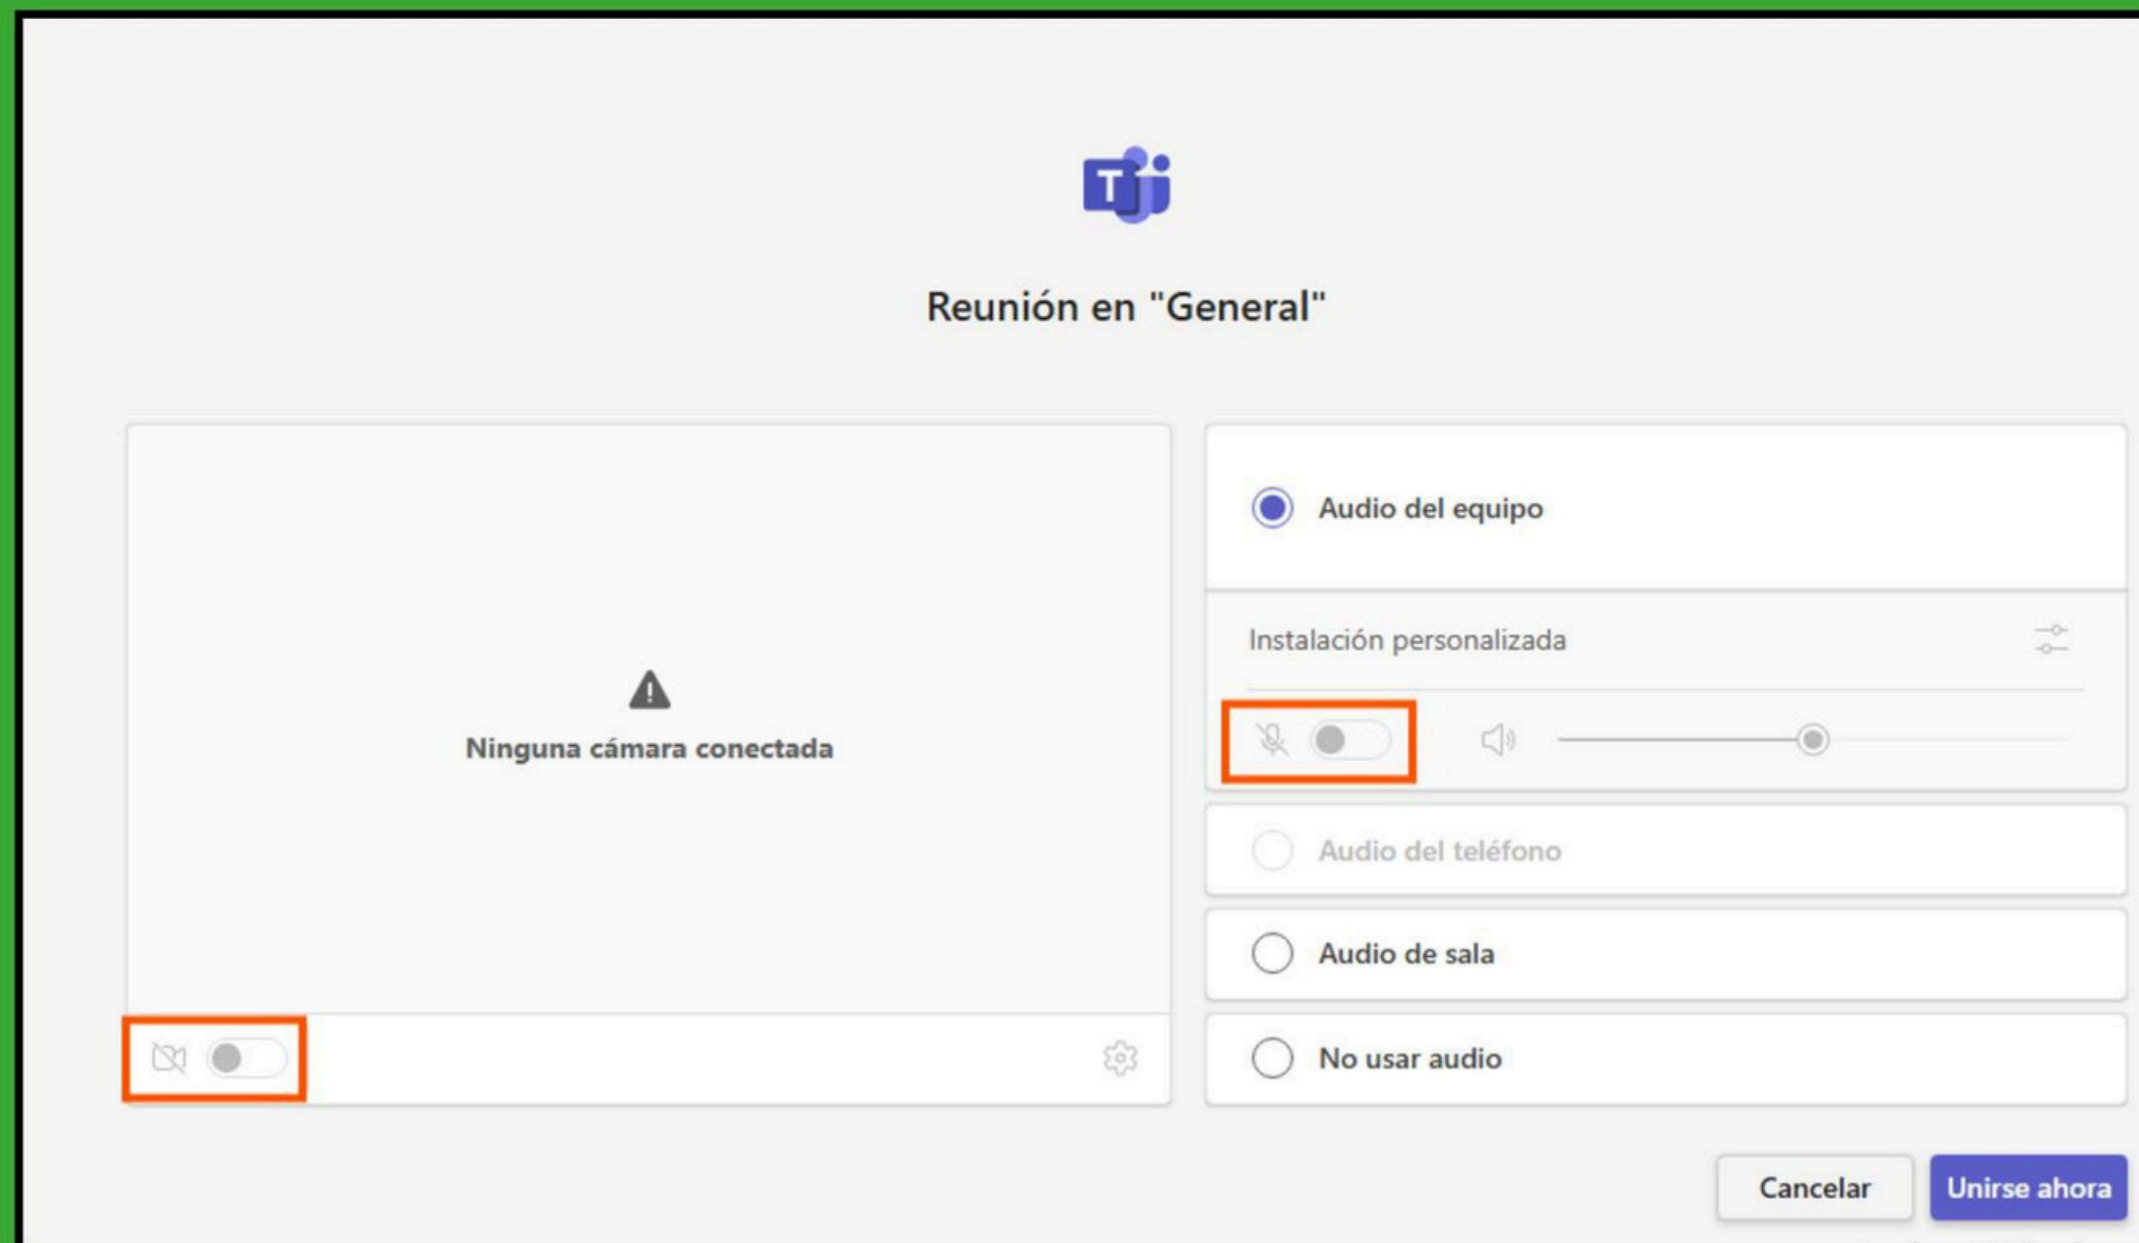 T
Reunión en "General"
Ninguna cámara conectada
Audio del equipo
Instalación personalizada
Audio del teléfono
Audio de sala
No usar audio
Cancelar
Unirse ahora